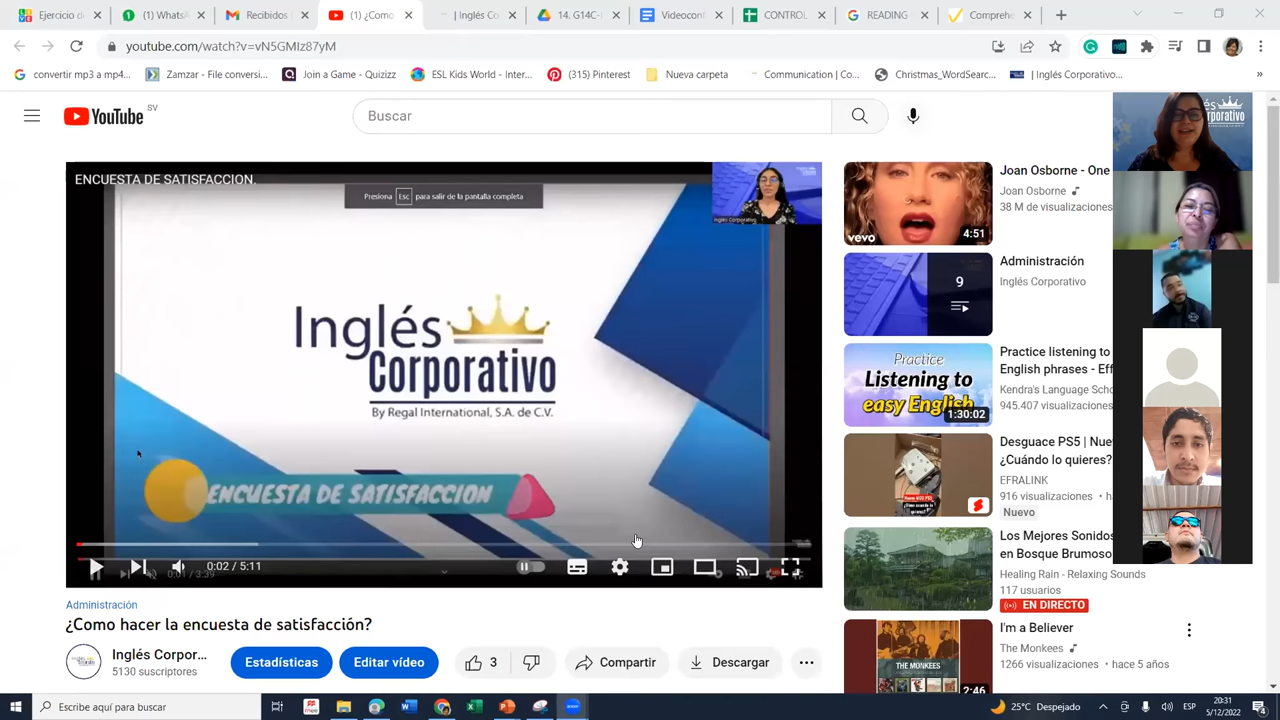 Ejercicio d
(1) WhatsA
Recibidos
(1) ¿Como
Inglés Co
14. G14C-
Videocont
CONTROL
READING
Comprehe
youtube.com/watch?v=vN5GMIz87yM
convertir mp3 a mp4...
Zamzar - File conversi...
Join a Game - Quizizz
ESL Kids World - Inter...
(315) Pinterest
Nueva carpeta
Communication | Co...
Christmas_WordSearc...
| Inglés Corporativo...
»
YouTube SV
Buscar
ENCUESTA DE SATISFACCION.
Presiona Esc para salir de la pantalla completa
Inglés Corporativo
Inglés
Corporativo
By Regal International, S.A. de C.V.
ENCUESTA DE SATISFACCION
0:02 / 5:11
0:01 / 3:39
Administración
¿Como hacer la encuesta de satisfacción?
Inglés Corpor...
5130 suscriptores
Estadísticas
Editar vídeo
3
Compartir
Descargar
Joan Osborne - One
Joan Osborne
38 M de visualizaciones
vevo
4:51
Administración
Inglés Corporativo
9
Practice listening to
English phrases - Eff
Kendra's Language Scho
945.407 visualizaciones
Practice
Listening to
easy English
1:30:02
Desguace PS5 | Nue
¿Cuándo lo quieres?
EFRALINK
916 visualizaciones • h
Nuevo
Los Mejores Sonidos
en Bosque Brumoso
Healing Rain - Relaxing Sounds
117 usuarios
EN DIRECTO
I'm a Believer
The Monkees
1266 visualizaciones • hace 5 años
THE MONKEES
2:46
Escribe aquí para buscar
25°C Despejado
ESP
20:31
5/12/2022
4